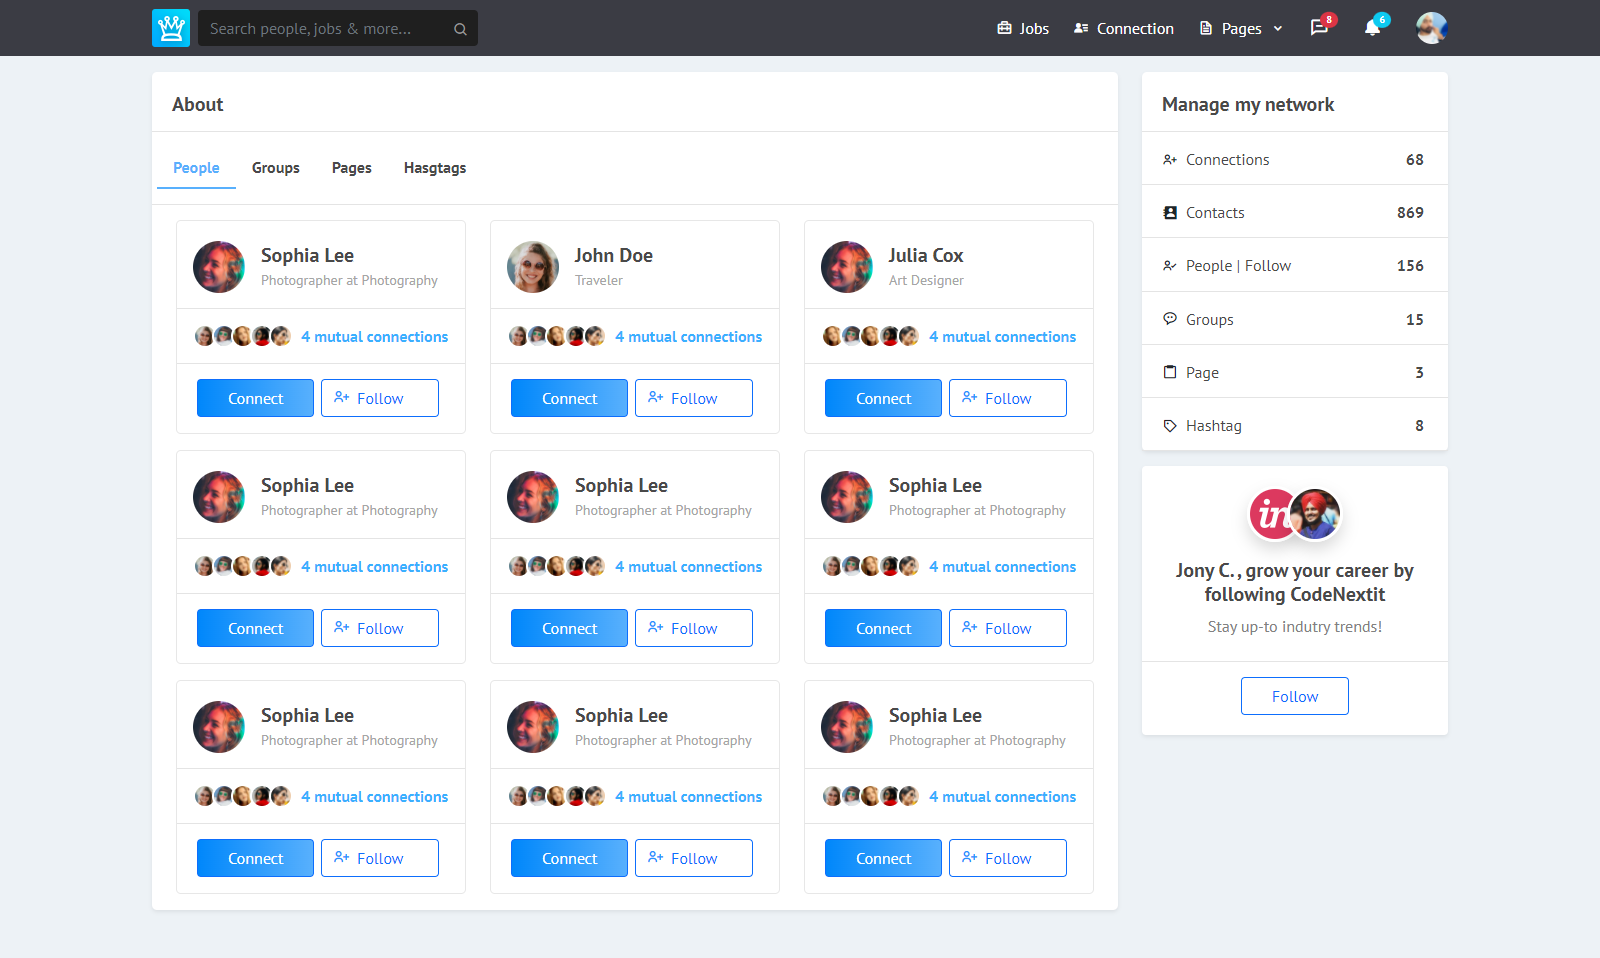 Search people, jobs & more...
Jobs
Connection
Pages
8
6
About
People Groups Pages Hasgtags
Sophia Lee
Photographer at Photography
4 mutual connections
Connect Follow
John Doe
Traveler
4 mutual connections
Connect Follow
Julia Cox
Art Designer
4 mutual connections
Connect Follow
Sophia Lee
Photographer at Photography
4 mutual connections
Connect Follow
Sophia Lee
Photographer at Photography
4 mutual connections
Connect Follow
Sophia Lee
Photographer at Photography
4 mutual connections
Connect Follow
Sophia Lee
Photographer at Photography
4 mutual connections
Connect Follow
Sophia Lee
Photographer at Photography
4 mutual connections
Connect Follow
Sophia Lee
Photographer at Photography
4 mutual connections
Connect Follow
Manage my network
Connections 68
Contacts 869
People | Follow 156
Groups 15
Page 3
Hashtag 8
in
Jony C. , grow your career by
following CodeNextit
Stay up-to indutry trends!
Follow